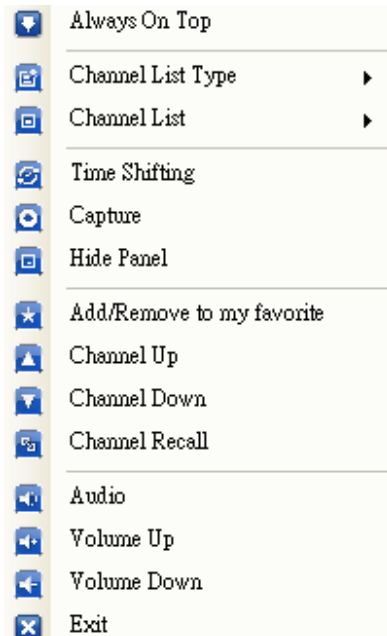 Always On Top
Channel List Type
Channel List
Time Shifting
Capture
Hide Panel
Add/Remove to my favorite
Channel Up
Channel Down
Channel Recall
Audio
Volume Up
Volume Down
Exit